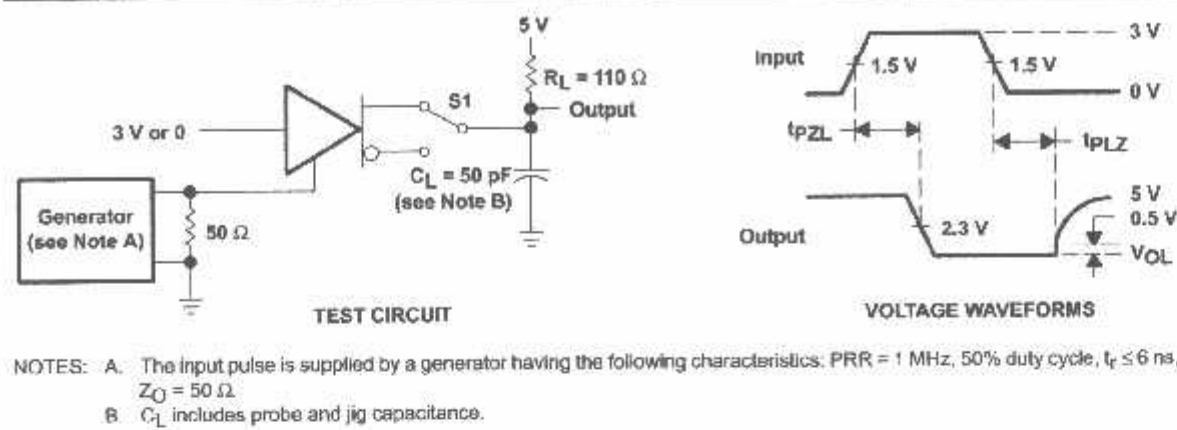 5 V
R_L = 110 Ω
S1
Output
3 V or 0
C_L = 50 pF
(see Note B)
Generator
(see Note A)
50 Ω
TEST CIRCUIT
3 V
Input
1.5 V
1.5 V
0 V
tPZL
tPLZ
5 V
0.5 V
2.3 V
Output
VOL
VOLTAGE WAVEFORMS
NOTES: A. The input pulse is supplied by a generator having the following characteristics: PRR = 1 MHz, 50% duty cycle, t_r ≤ 6 ns,
Z_O = 50 Ω
B C_L includes probe and jig capacitance.